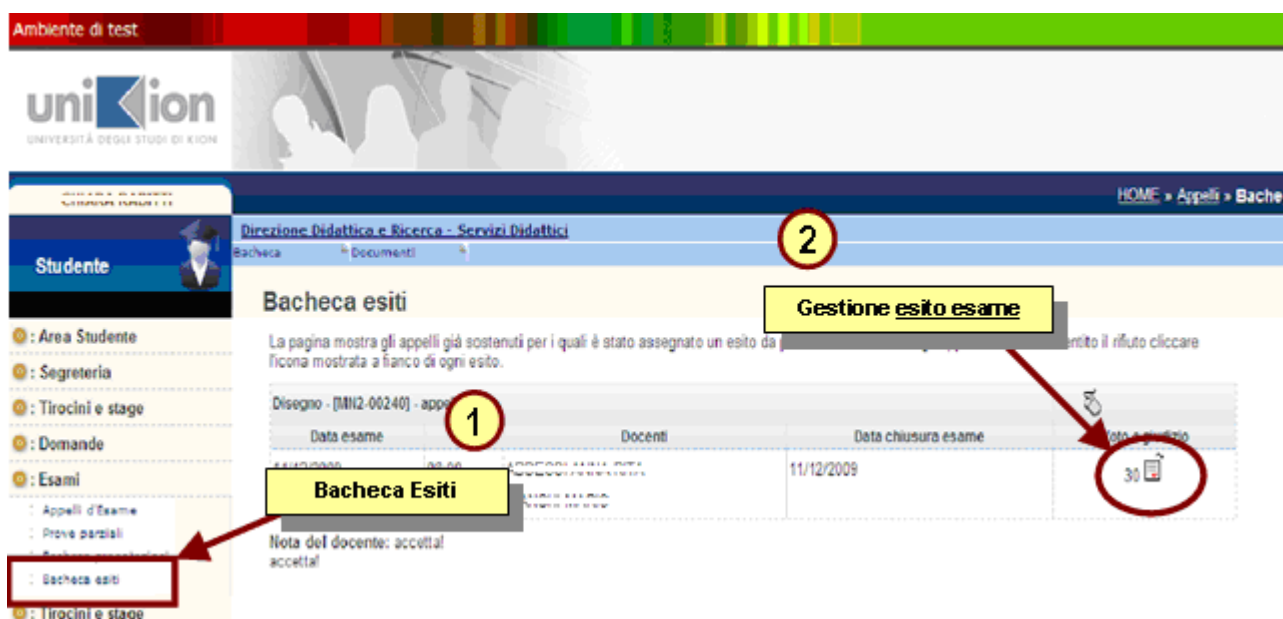 Ambiente di test
uniKion
UNIVERSITÀ DEGLI STUDI DI KION
HOME » Appelli » Bache
Studente
Direzione Didattica e Ricerca - Servizi Didattici
Bacheca Documenti
2
Bacheca esiti
Gestione esito esame
La pagina mostra gli appelli già sostenuti per i quali è stato assegnato un esito da il rifiuto cliccare
l'icona mostrata a fianco di ogni esito.
: Area Studente
: Segreteria
: Tirocini e stage
: Domande
: Esami
: Appelli d'Esame
: Prove parziali
: Bacheca esiti
: Tirocini e stage
Disegno - [MN2-00240] -
1
Data esame Docenti Data chiusura esame Voto o giudizio
11/12/2009
30
Bacheca Esiti
Nota del docente: accetta!
accetta!